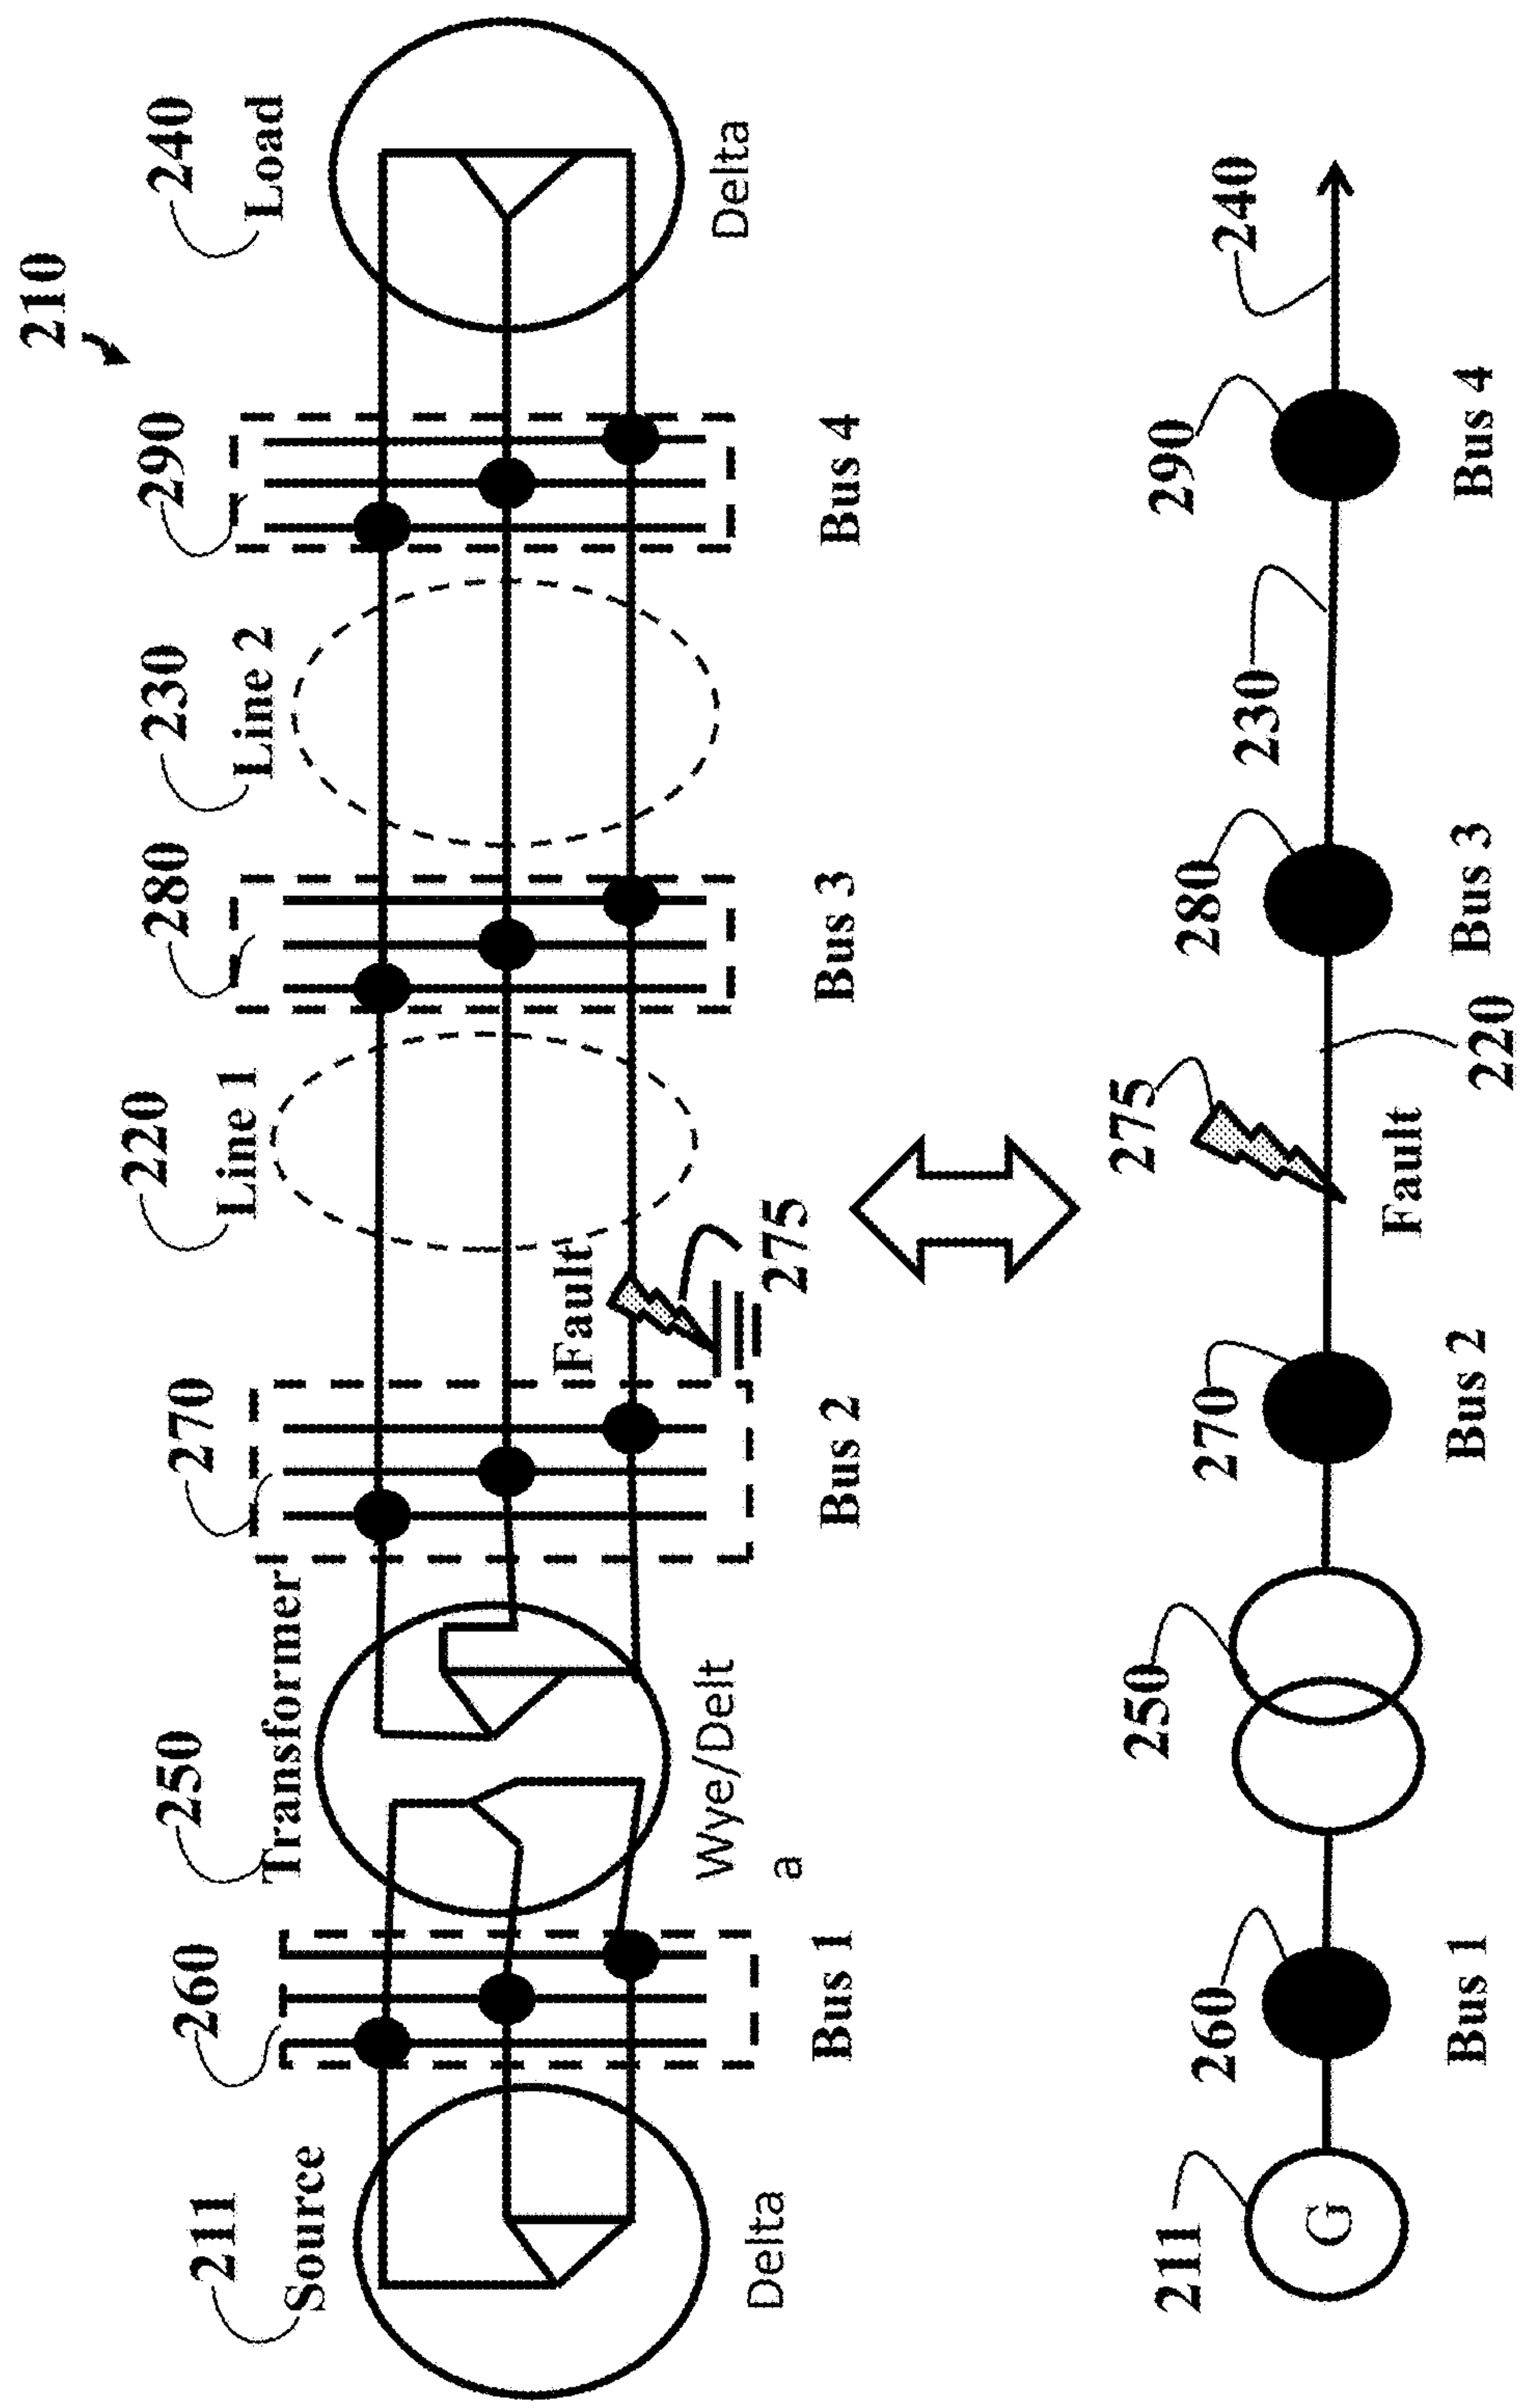 210
211
Source
260
250
Transformer
270
220
Line 1
280
230
Line 2
290
240
Load
Fault
275
Delta
Bus 1
Wye/Delt
a
Bus 2
Bus 3
Bus 4
Delta
211
G
260
250
270
275
280
230
290
240
Bus 1
Bus 2
Fault
220
Bus 3
Bus 4